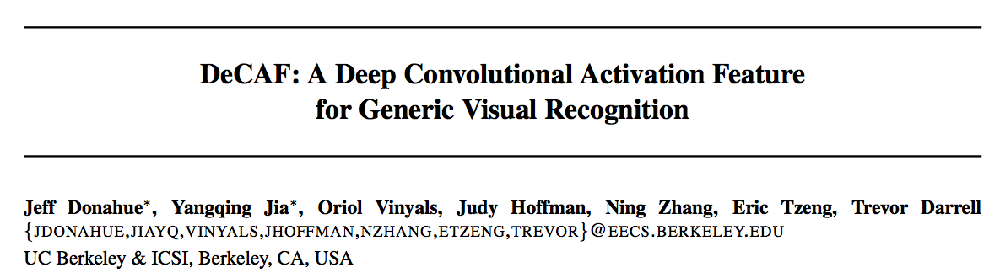 DeCAF: A Deep Convolutional Activation Feature
for Generic Visual Recognition
Jeff Donahue*, Yangqing Jia*, Oriol Vinyals, Judy Hoffman, Ning Zhang, Eric Tzeng, Trevor Darrell
{JDONAHUE,JIAYQ,VINYALS,JHOFFMAN,NZHANG,ETZENG,TREVOR}@EECS.BERKELEY.EDU
UC Berkeley & ICSI, Berkeley, CA, USA